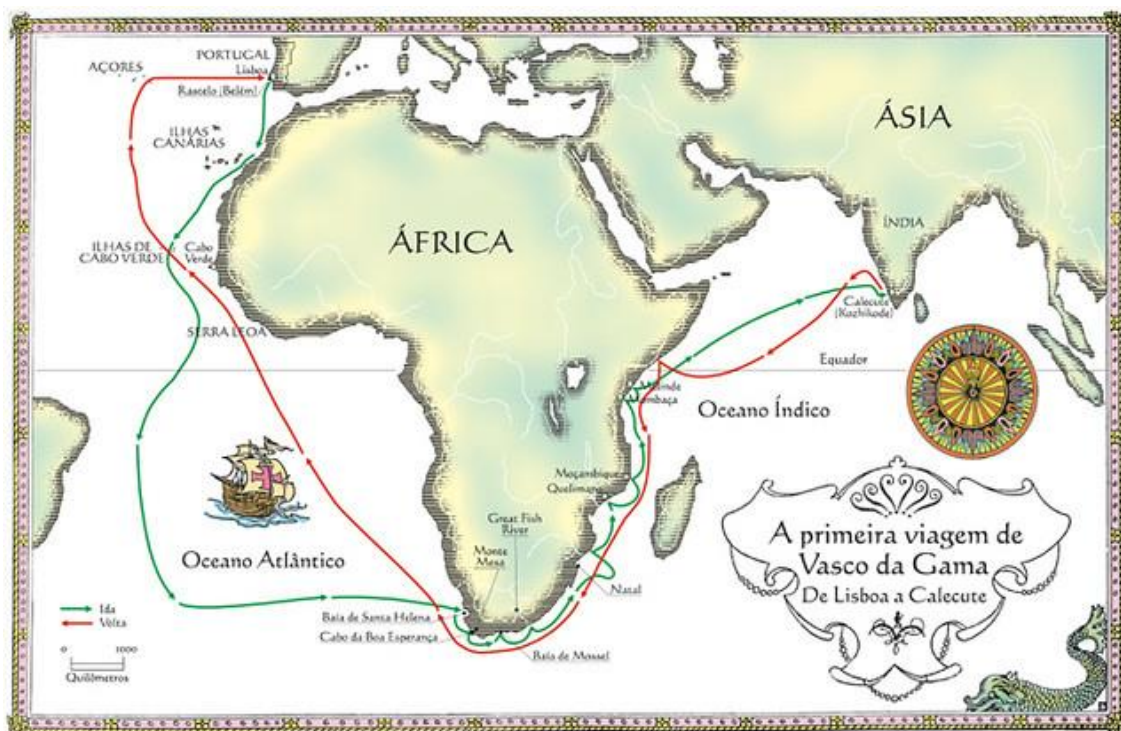 PORTUGAL
Lisboa
AÇORES
Rastelo (Belém)
ILHAS
CANÁRIAS
ÁSIA
ÍNDIA
ÁFRICA
ILHAS DE
CABO VERDE
Cabo
Verde
SERRA LEOA
Calecute
(Kozhikode)
Equador
Oceano Índico
Moçambique
Quelimane
Great Fish
River
Monte
Mesa
Oceano Atlântico
Natal
Ida
Volta
0 1000
Quilômetros
Baía de Santa Helena
Cabo da Boa Esperança
Baía de Mossel
A primeira viagem de
Vasco da Gama
De Lisboa a Calecute